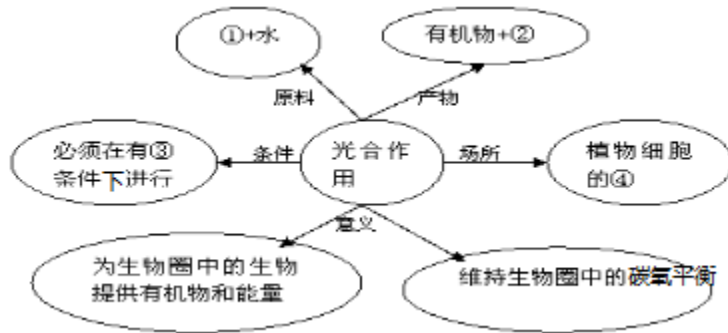 ①+水
有机物+②
原料
产物
必须在有③
条件下进行
条件
光合作
用
场所
植物细胞
的④
意义
为生物圈中的生物
提供有机物和能量
维持生物圈中的碳氧平衡